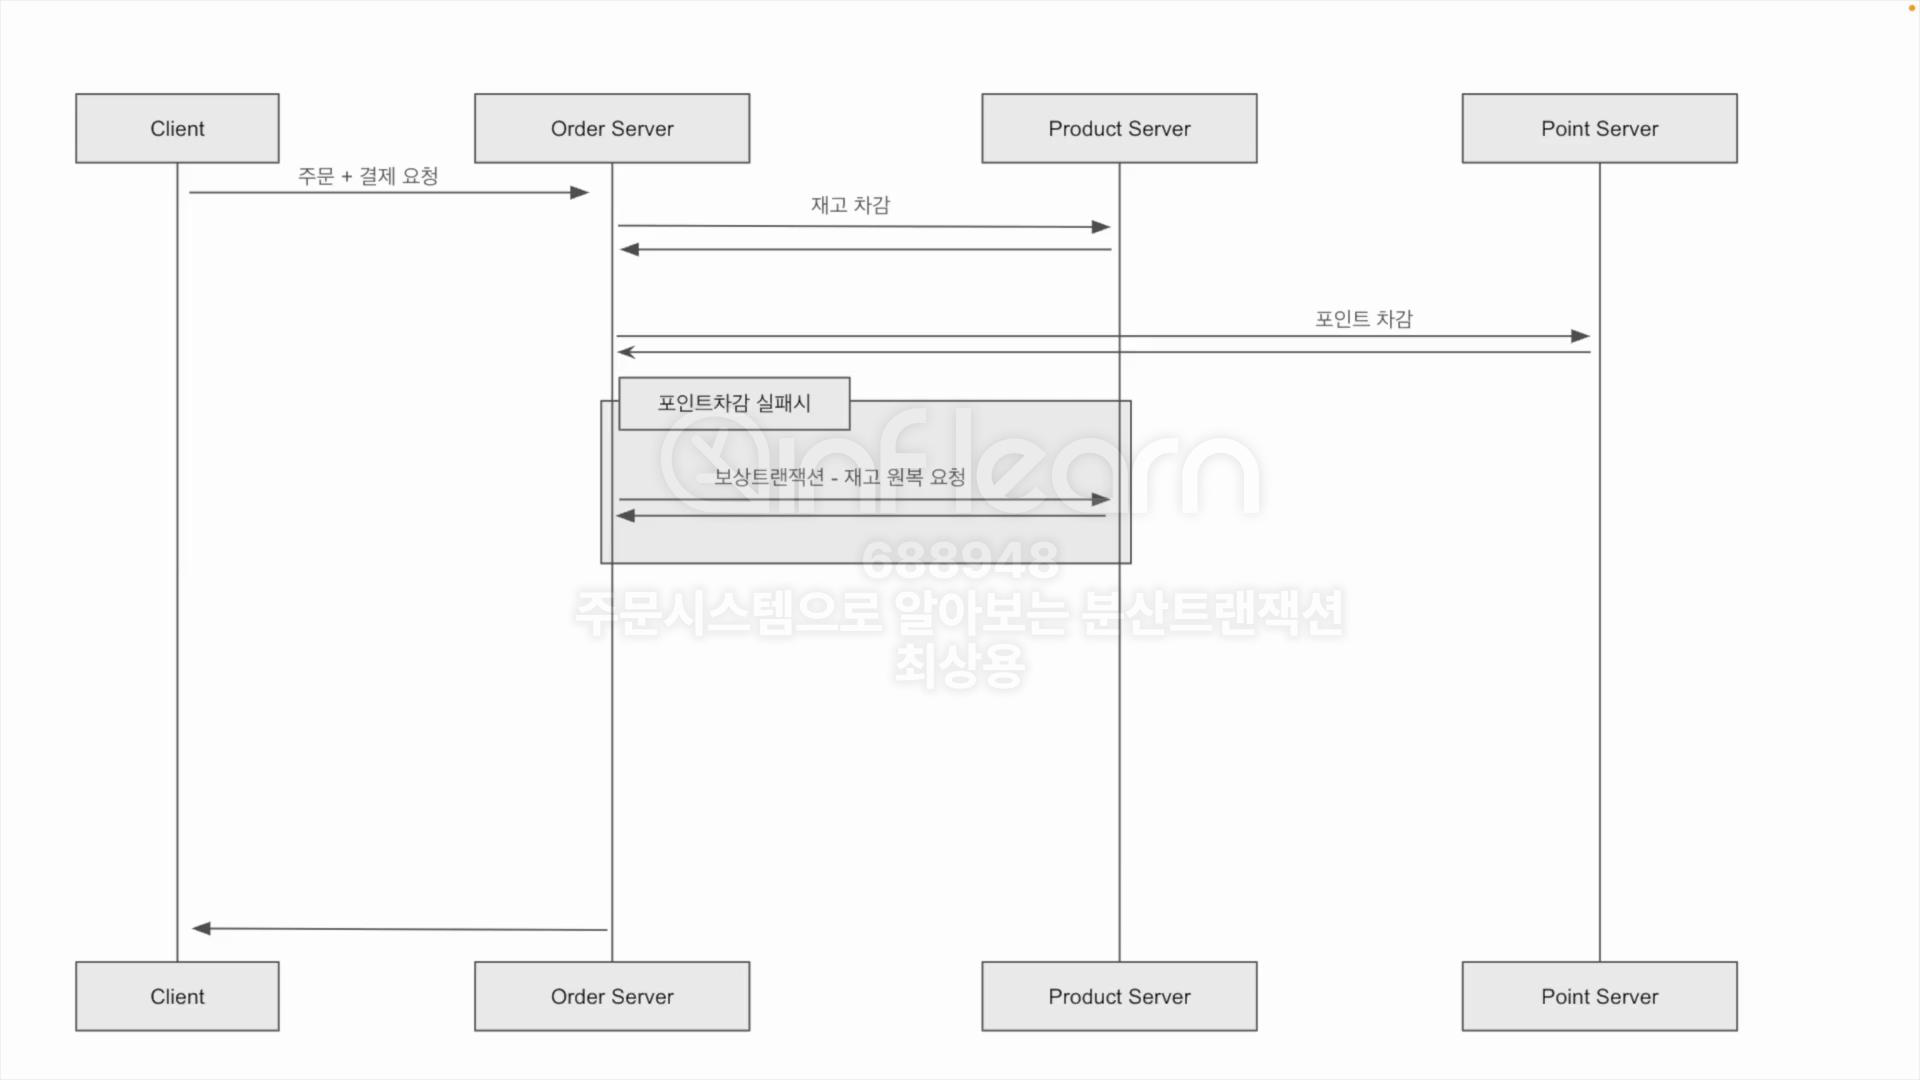 Client
Order Server
Product Server
Point Server
주문 + 결제 요청
재고 차감
포인트 차감
포인트차감 실패시
보상트랜잭션 - 재고 원복 요청
inflearn
688948
주문시스템으로 알아보는 분산트랜잭션
최상용
Client
Order Server
Product Server
Point Server